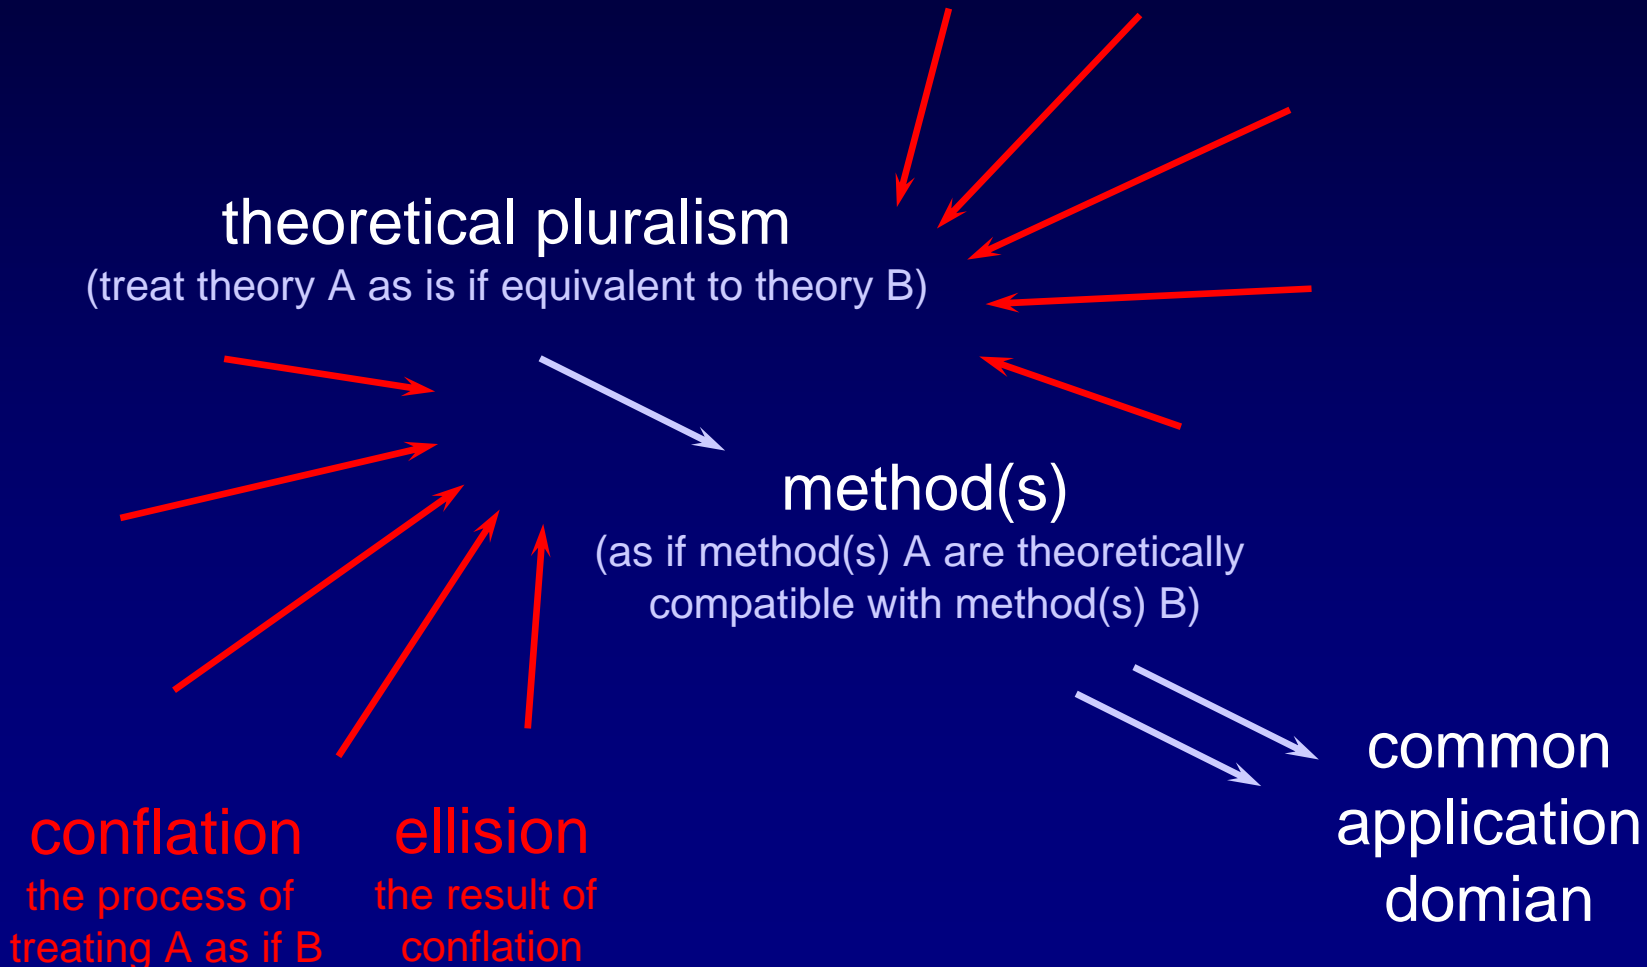 theoretical pluralism
(treat theory A as is if equivalent to theory B)
method(s)
(as if method(s) A are theoretically
compatible with method(s) B)
common
application
domian
conflation
the process of
treating A as if B
ellision
the result of
conflation